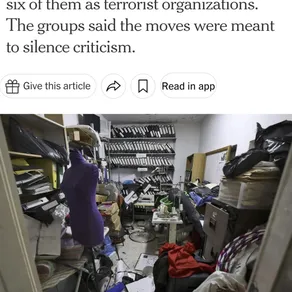 six of them as terrorist organizations.
The groups said the moves were meant
to silence criticism.
Give this article
Read in app